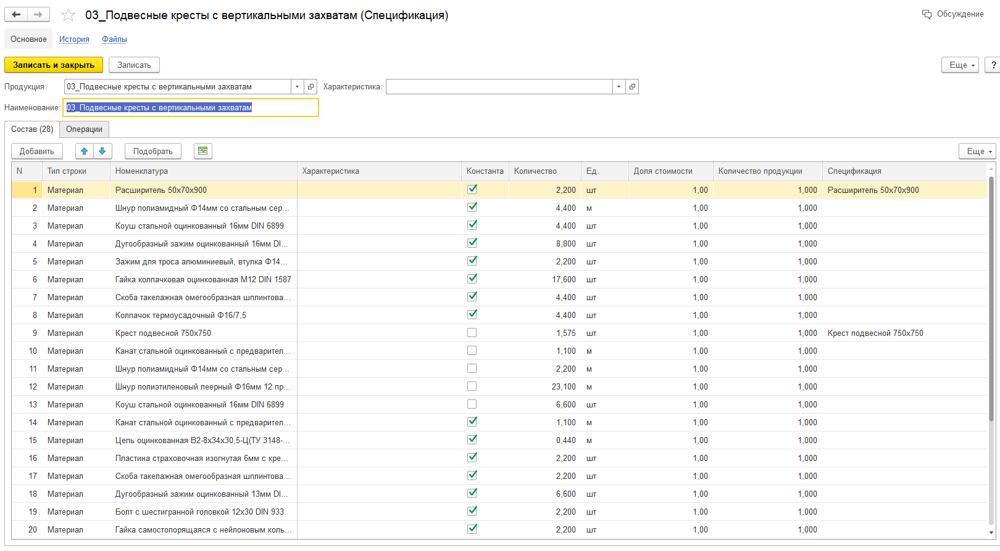 03_Подвесные кресты с вертикальными захватам (Спецификация)
Обсуждение
Основное История Файлы
Записать и закрыть Записать Еще ?
Продукция: 03_Подвесные кресты с вертикальными захватам Характеристика:
Наименование: 03_Подвесные кресты с вертикальными захватам
Состав (28) Операции
Добавить Подобрать Еще
N Тип строки Номенклатура Характеристика Константа Количество Ед. Доля стоимости Количество продукции Спецификация
1 Материал Расширитель 50х70х900 2,200 шт 1,00 1,000 Расширитель 50х70х900
2 Материал Шнур полиамидный Ф14мм со стальным сер... 4,400 м 1,00 1,000
3 Материал Коуш стальной оцинкованный 16мм DIN 6899 4,400 шт 1,00 1,000
4 Материал Дугообразный зажим оцинкованный 16мм DI... 8,800 шт 1,00 1,000
5 Материал Зажим для троса алюминиевый, втулка Ф14... 2,200 шт 1,00 1,000
6 Материал Гайка колпачковая оцинкованная М12 DIN 1587 17,600 шт 1,00 1,000
7 Материал Скоба такелажная омегообразная шплинтова... 4,400 шт 1,00 1,000
8 Материал Колпачок термоусадочный Ф16/7,5 4,400 шт 1,00 1,000
9 Материал Крест подвесной 750х750 1,575 шт 1,00 1,000 Крест подвесной 750х750
10 Материал Канат стальной оцинкованный с предварител... 1,100 м 1,00 1,000
11 Материал Шнур полиамидный Ф14мм со стальным сер... 2,200 м 1,00 1,000
12 Материал Шнур полиэтиленовый леерный Ф16мм 12 пр... 23,100 м 1,00 1,000
13 Материал Коуш стальной оцинкованный 16мм DIN 6899 6,600 шт 1,00 1,000
14 Материал Канат стальной оцинкованный с предварител... 1,100 м 1,00 1,000
15 Материал Цепь оцинкованная В2-8х34х30,5-Ц(ТУ 3148-... 0,440 м 1,00 1,000
16 Материал Пластина страховочная изогнутая 6мм с кре... 2,200 шт 1,00 1,000
17 Материал Скоба такелажная омегообразная шплинтова... 2,200 шт 1,00 1,000
18 Материал Дугообразный зажим оцинкованный 13мм DI... 6,600 шт 1,00 1,000
19 Материал Болт с шестигранной головкой 12х30 DIN 933 2,200 шт 1,00 1,000
20 Материал Гайка самостопорящаяся с нейлоновым коль... 2,200 шт 1,00 1,000